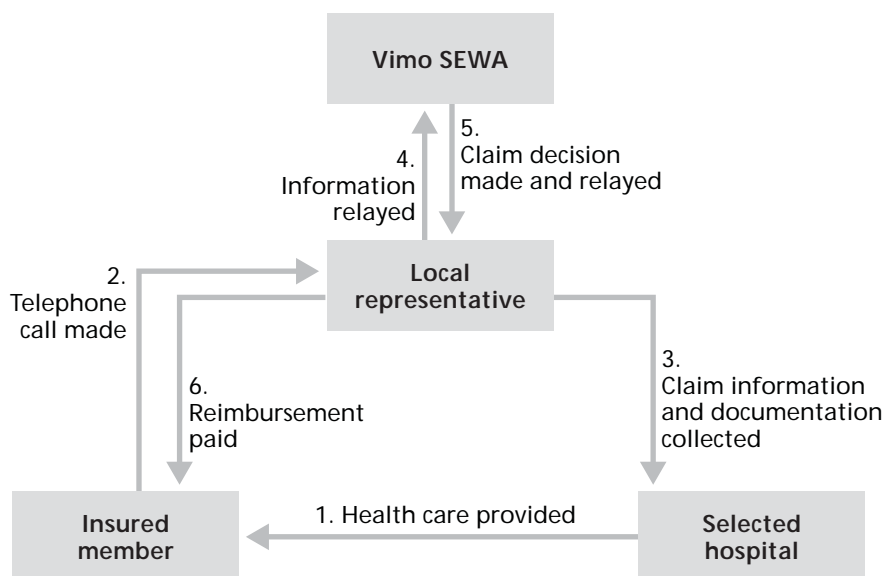 Vimo SEWA
5.
Claim decision
made and relayed
4.
Information
relayed
Local
representative
2.
Telephone
call made
3.
Claim information
and documentation
collected
6.
Reimbursement
paid
Insured
member
1. Health care provided
Selected
hospital